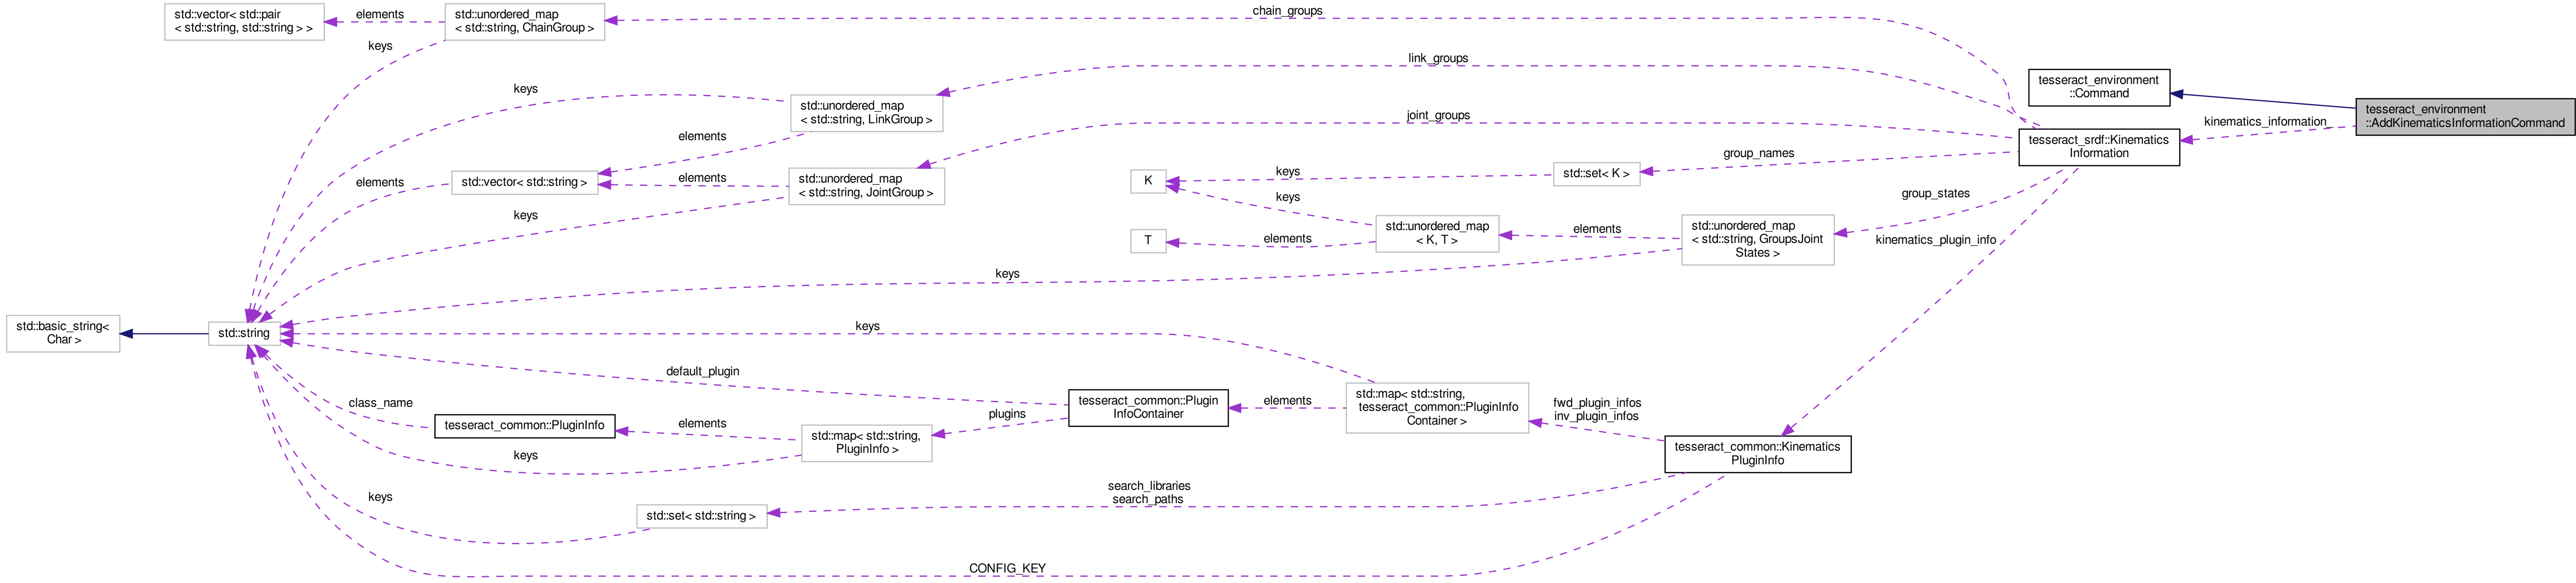 std::vector< std::pair
< std::string, std::string > >
elements
std::unordered_map
< std::string, ChainGroup >
chain_groups
keys
link_groups
keys
std::unordered_map
< std::string, LinkGroup >
tesseract_environment
::Command
tesseract_environment
::AddKinematicsInformationCommand
joint_groups
kinematics_information
elements
tesseract_srdf::Kinematics
Information
group_names
std::vector< std::string >
elements
elements
std::unordered_map
< std::string, JointGroup >
K
keys
std::set< K >
keys
group_states
keys
std::unordered_map
< K, T >
elements
std::unordered_map
< std::string, GroupsJoint
States >
T
elements
kinematics_plugin_info
keys
std::basic_string<
Char >
std::string
keys
default_plugin
class_name
tesseract_common::PluginInfo
elements
std::map< std::string,
PluginInfo >
plugins
tesseract_common::Plugin
InfoContainer
elements
std::map< std::string,
tesseract_common::PluginInfo
Container >
fwd_plugin_infos
inv_plugin_infos
tesseract_common::Kinematics
PluginInfo
keys
search_libraries
search_paths
keys
std::set< std::string >
CONFIG_KEY